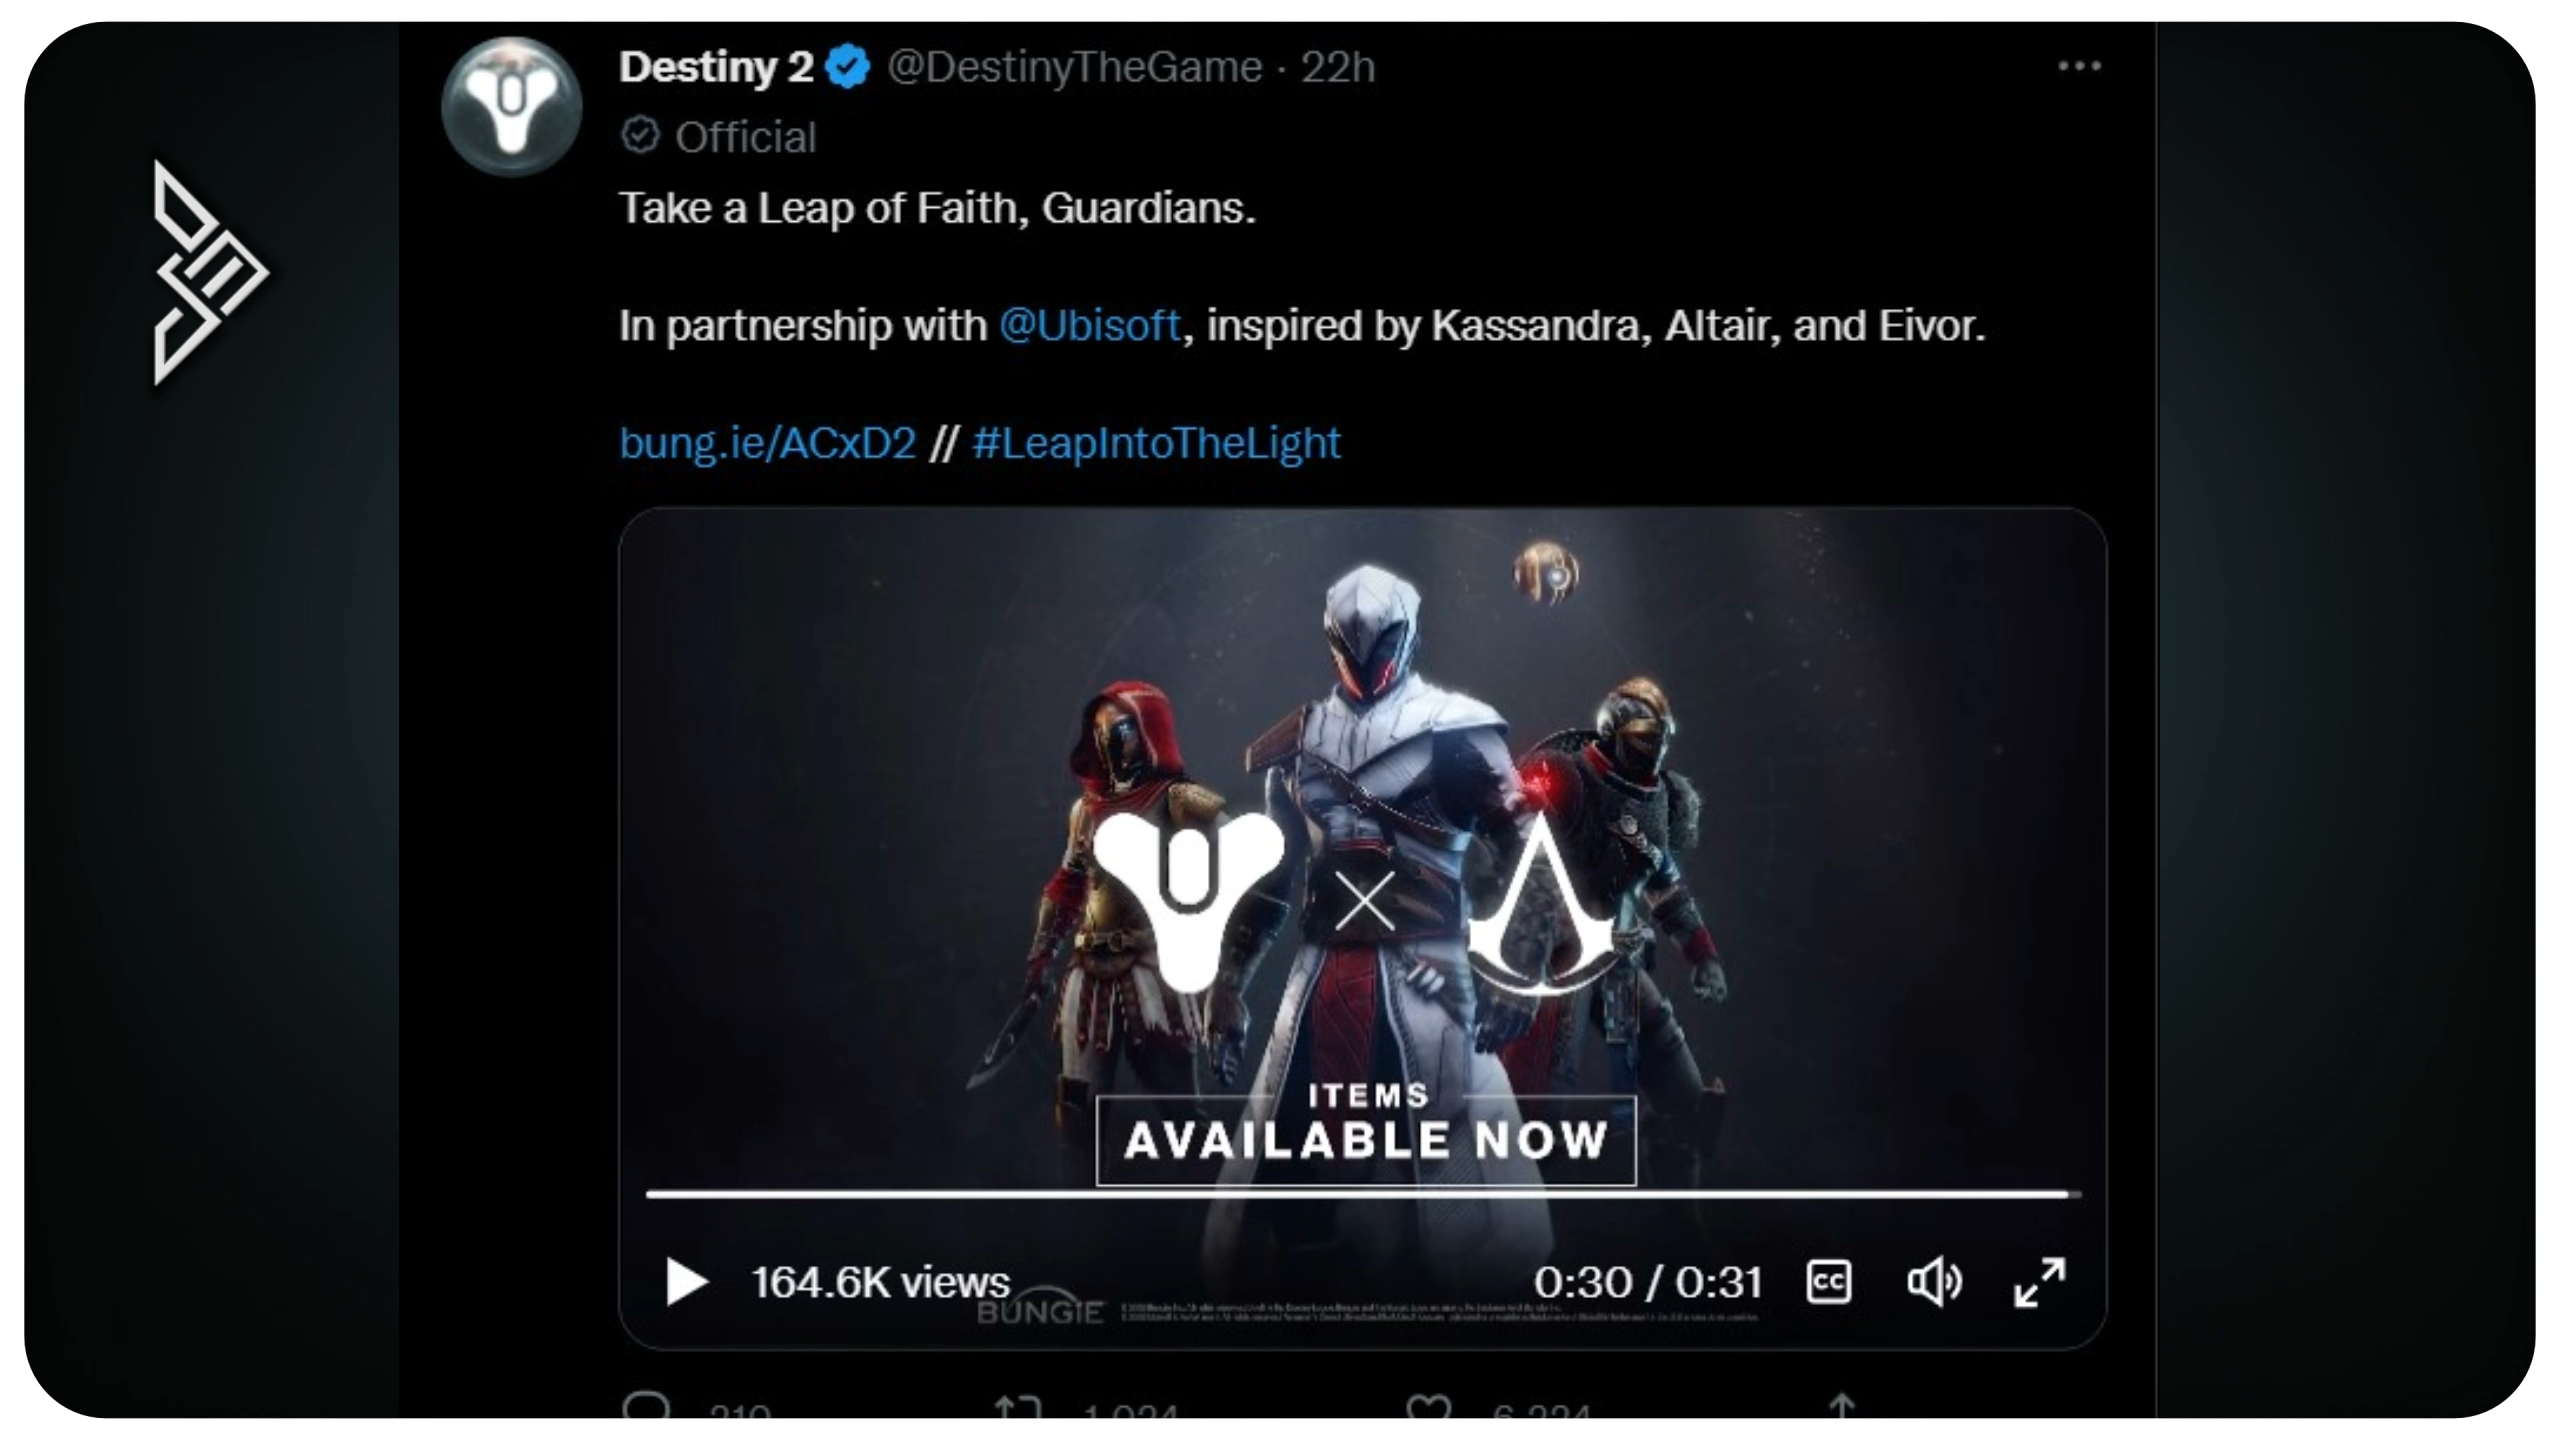 Destiny 2 @DestinyTheGame · 22h
Official
Take a Leap of Faith, Guardians.
In partnership with @Ubisoft, inspired by Kassandra, Altair, and Eivor.
bung.ie/ACxD2 // #LeapIntoTheLight
ITEMS
AVAILABLE NOW
164.6K views
0:30 / 0:31
CC
BUNGiE